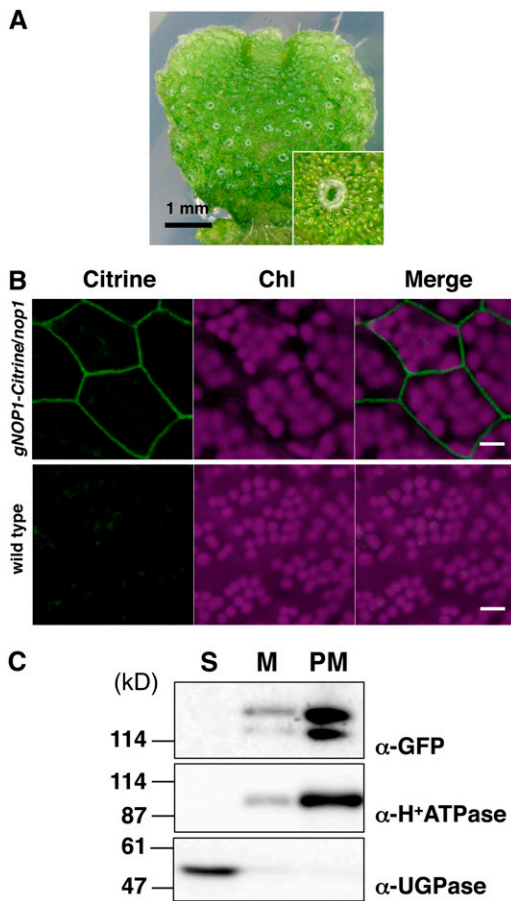 A
1 mm
B
Citrine Chl Merge
gNOP1-Citrine/nop1
wild type
C
S M PM
(kD)
114 α-GFP
114
87 α-H⁺ATPase
61
47 α-UGPase